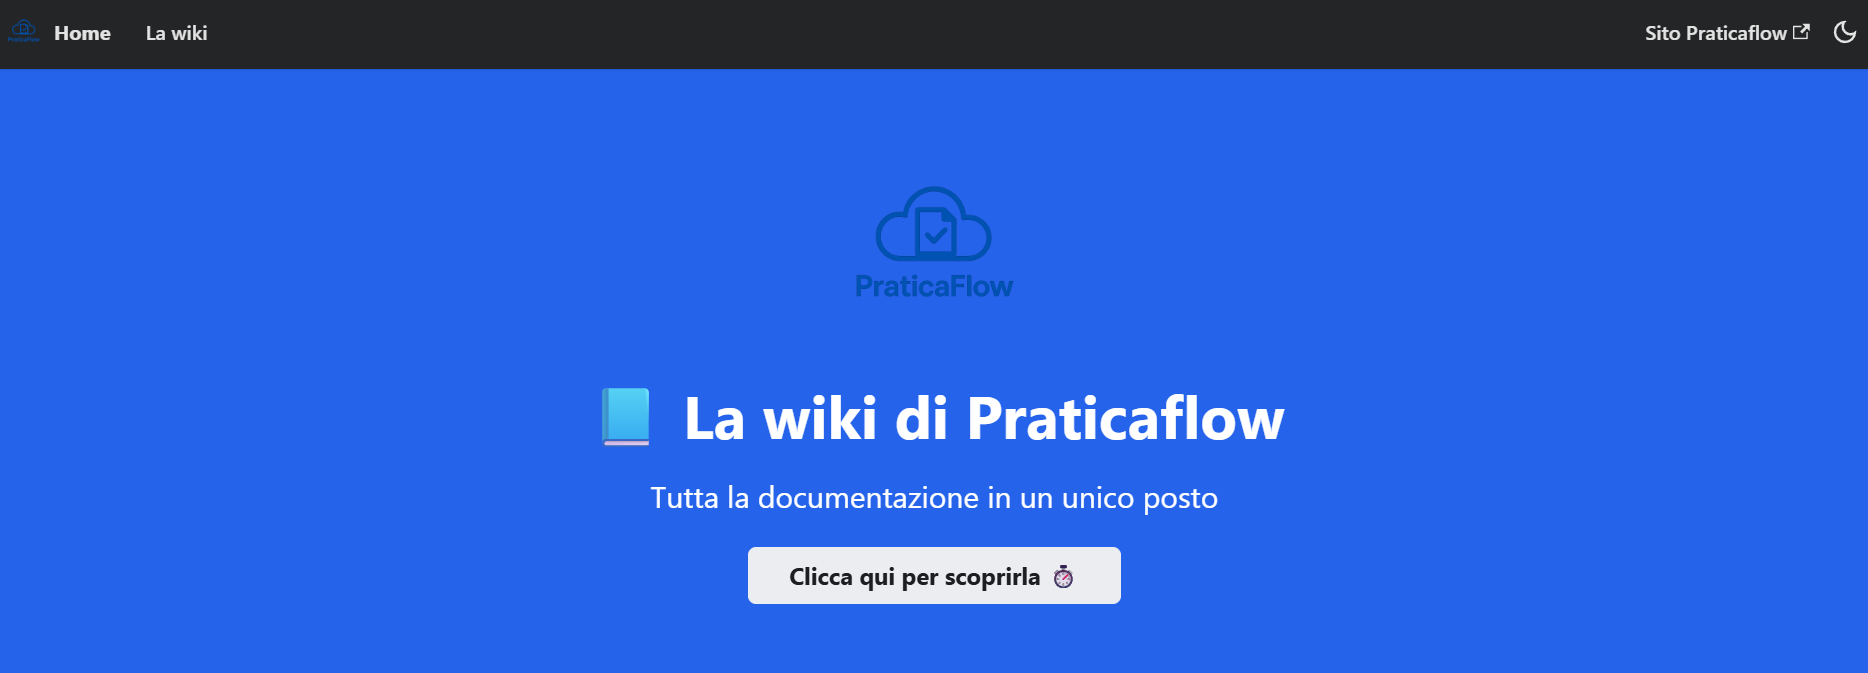 PraticaFlow
Home
La wiki
Sito Praticaflow
PraticaFlow
La wiki di Praticaflow
Tutta la documentazione in un unico posto
Clicca qui per scoprirla